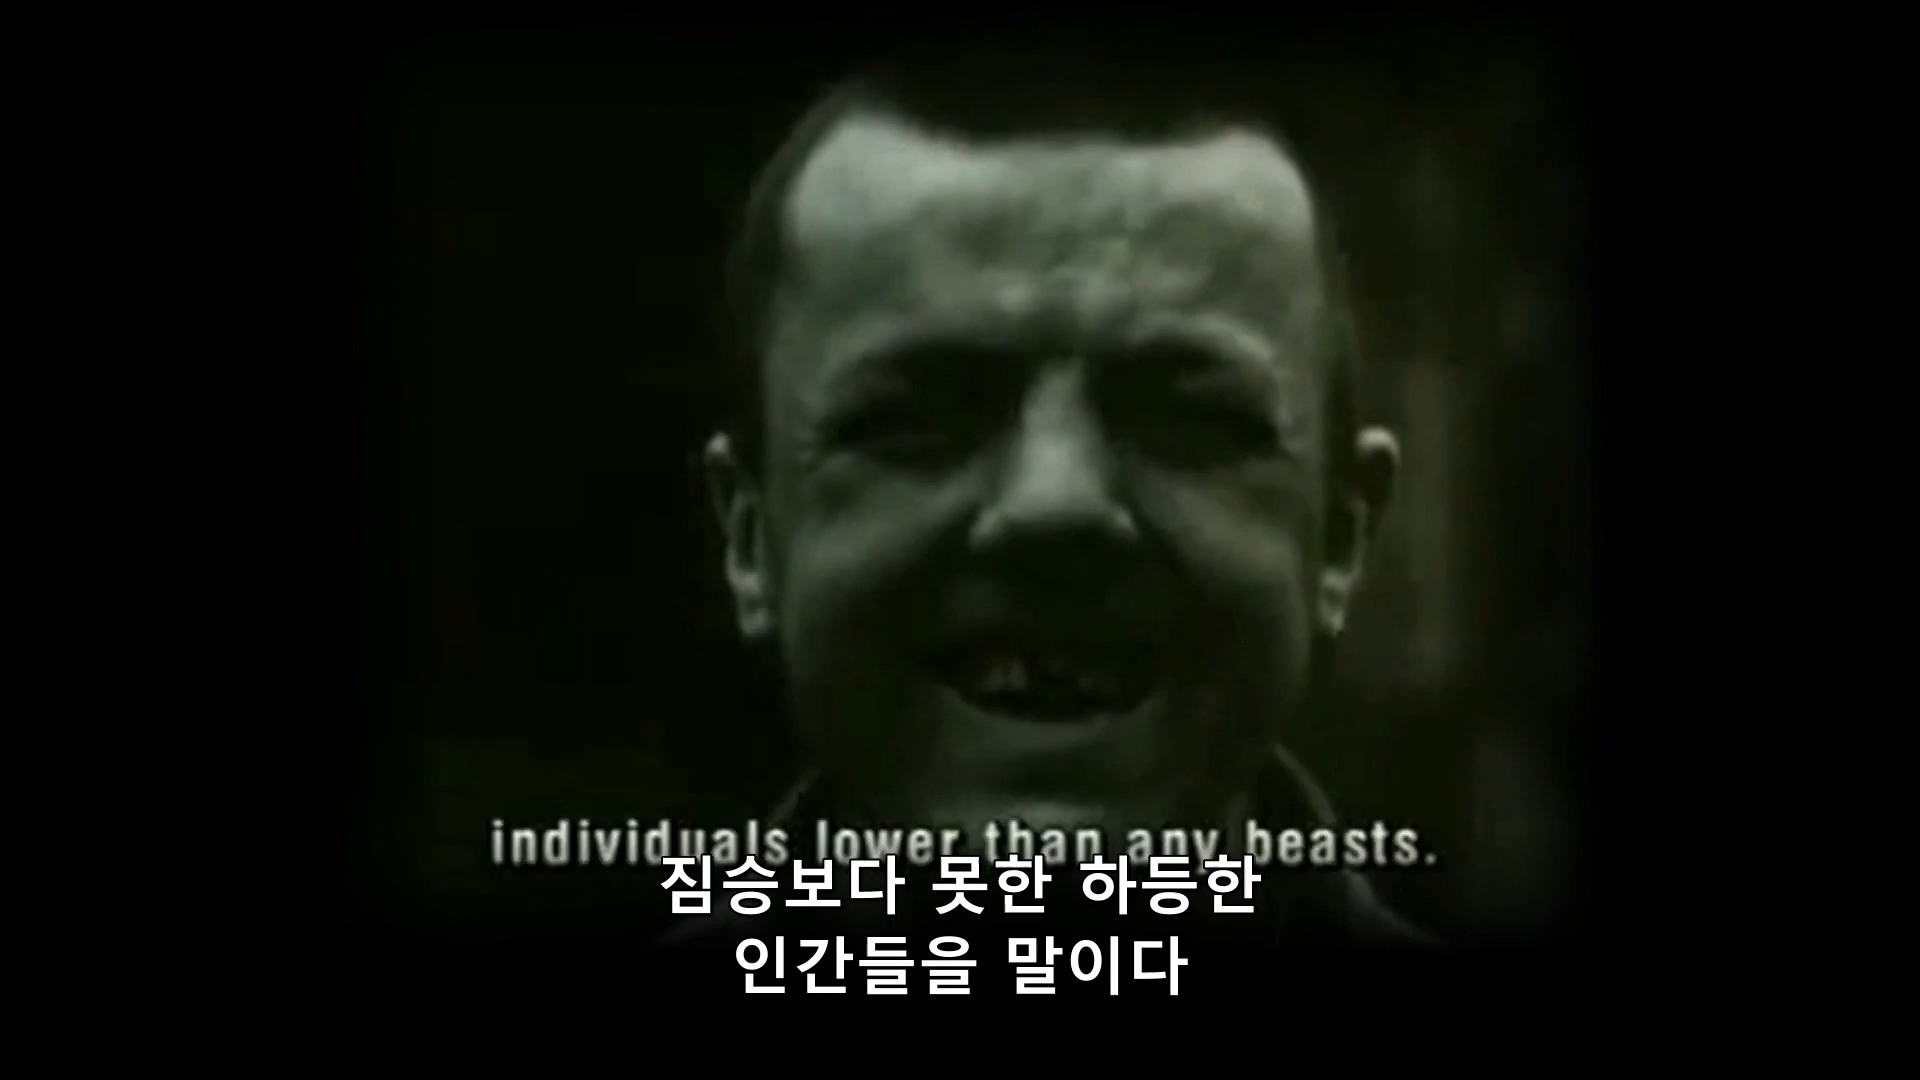 individuals lower than any beasts.
짐승보다 못한 하등한
인간들을 말이다